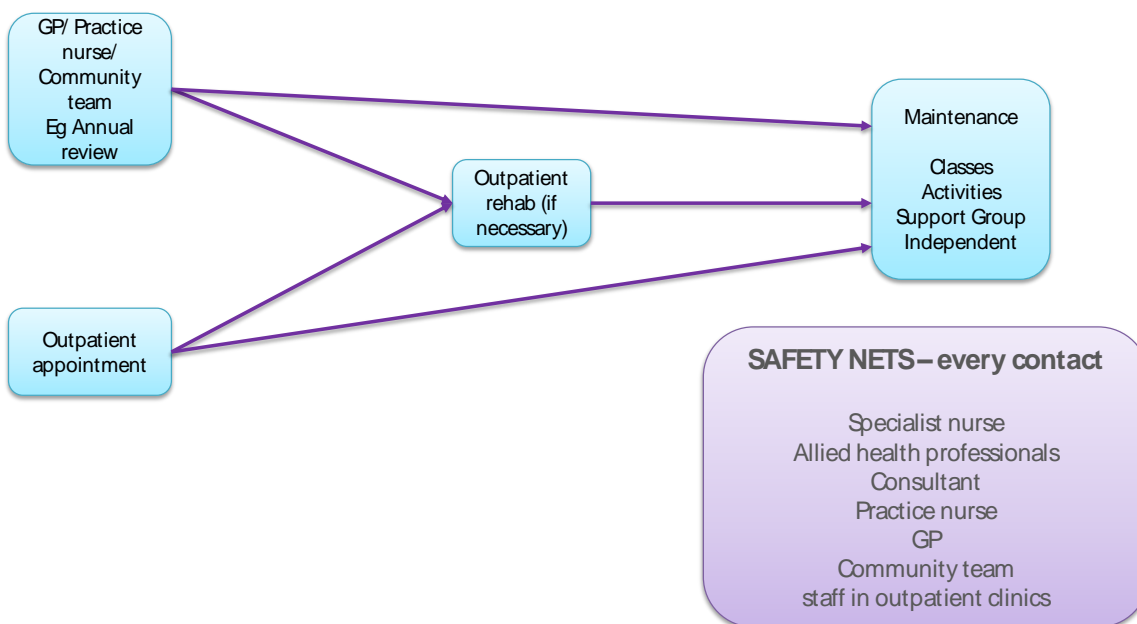 GP/ Practice
nurse/
Community
team
Eg Annual
review
Outpatient
rehab (if
necessary)
Maintenance
Classes
Activities
Support Group
Independent
Outpatient
appointment
SAFETY NETS – every contact
Specialist nurse
Allied health professionals
Consultant
Practice nurse
GP
Community team
staff in outpatient clinics